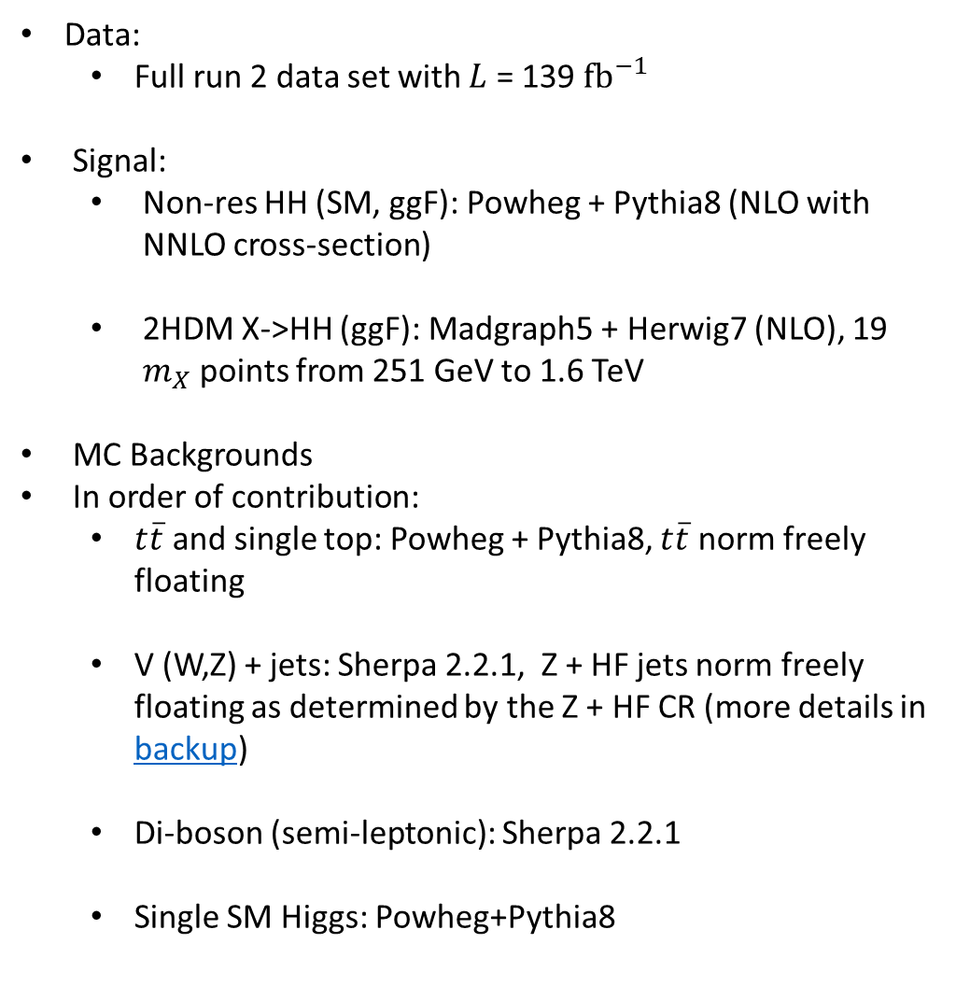 • Data:
• Full run 2 data set with L = 139 fb⁻¹
• Signal:
• Non-res HH (SM, ggF): Powheg + Pythia8 (NLO with
NNLO cross-section)
• 2HDM X->HH (ggF): Madgraph5 + Herwig7 (NLO), 19
m_X points from 251 GeV to 1.6 TeV
• MC Backgrounds
• In order of contribution:
• tt̄ and single top: Powheg + Pythia8, tt̄ norm freely
floating
• V (W,Z) + jets: Sherpa 2.2.1, Z + HF jets norm freely
floating as determined by the Z + HF CR (more details in
backup)
• Di-boson (semi-leptonic): Sherpa 2.2.1
• Single SM Higgs: Powheg+Pythia8